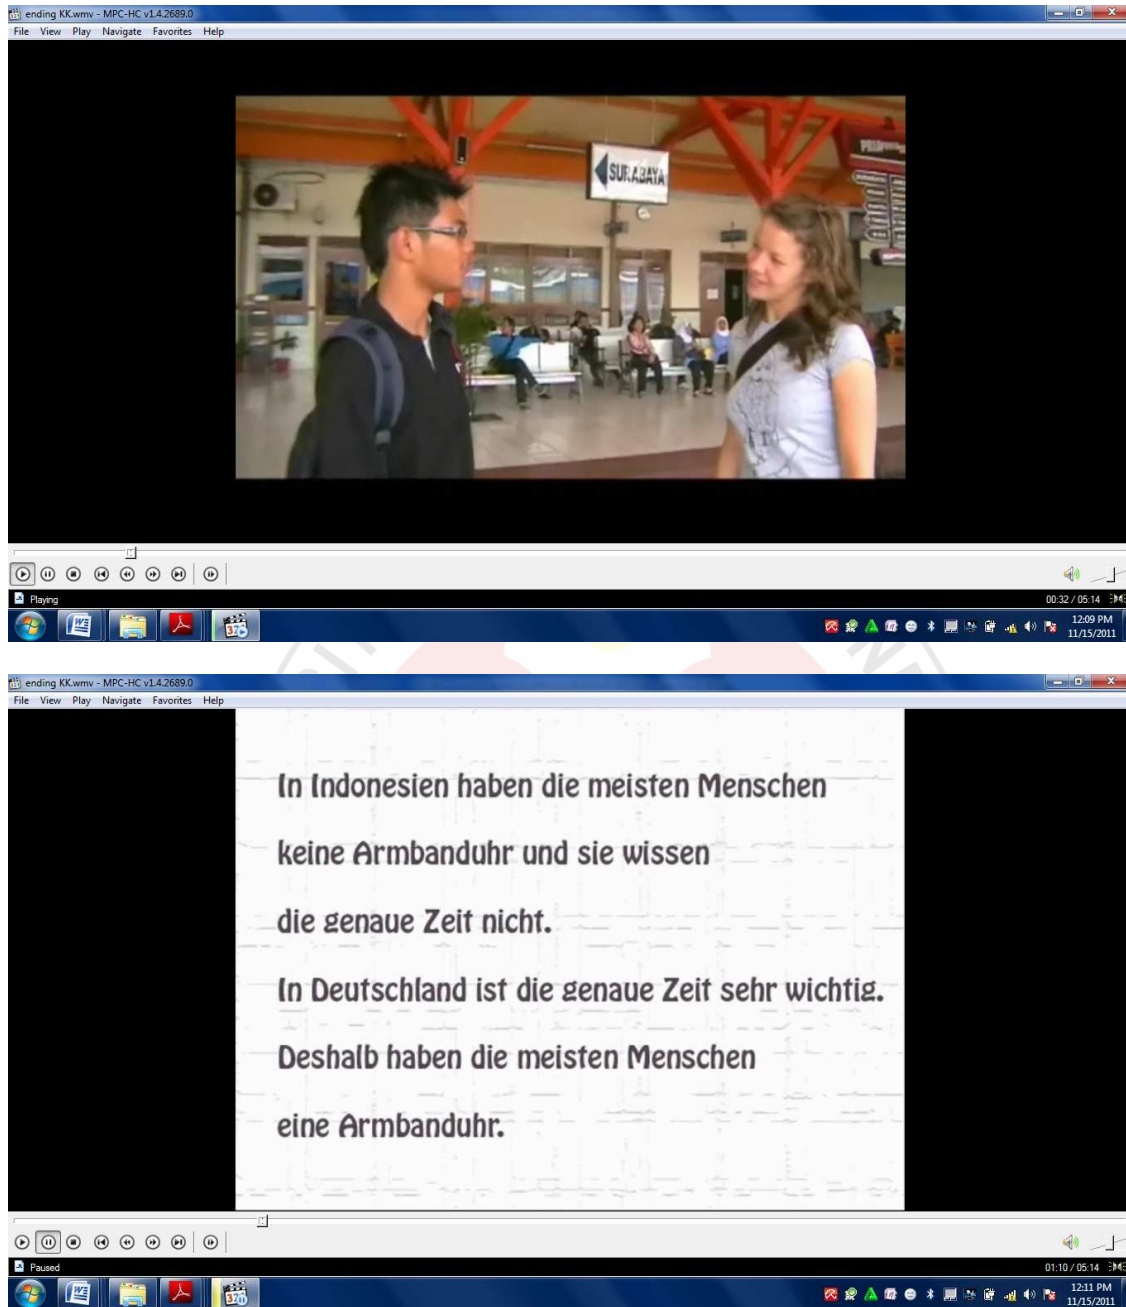 ending KK.wmv - MPC-HC v1.4.2689.0
File View Play Navigate Favorites Help
SURABAYA
Playing
00:32 / 05:14
12:09 PM
11/15/2011
ending KK.wmv - MPC-HC v1.4.2689.0
File View Play Navigate Favorites Help
In Indonesien haben die meisten Menschen
keine Armbanduhr und sie wissen
die genaue Zeit nicht.
In Deutschland ist die genaue Zeit sehr wichtig.
Deshalb haben die meisten Menschen
eine Armbanduhr.
Paused
01:10 / 05:14
12:11 PM
11/15/2011